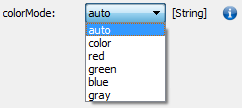 colorMode: auto [String] i
auto
color
red
green
blue
gray